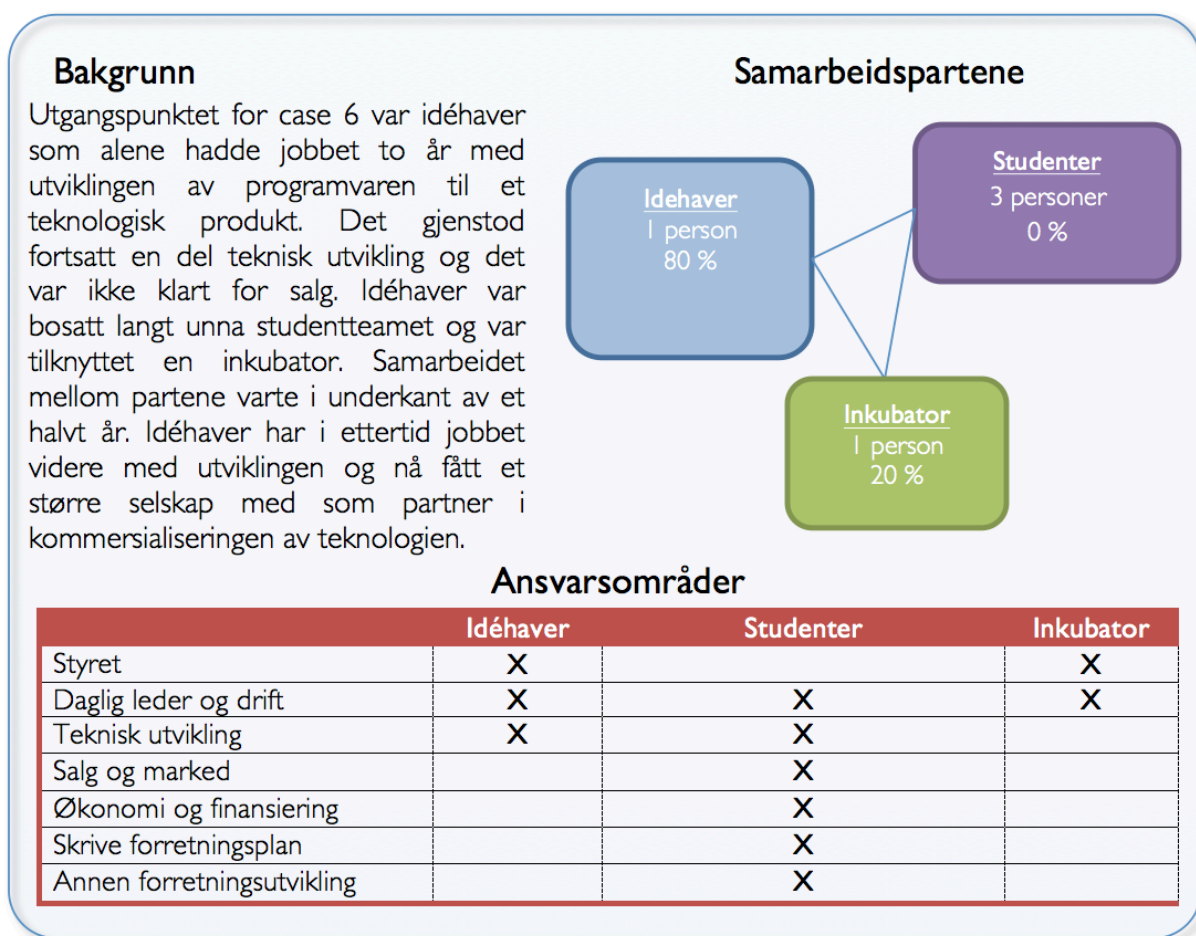 Bakgrunn
Utgangspunktet for case 6 var idéhaver
som alene hadde jobbet to år med
utviklingen av programvaren til et
teknologisk produkt. Det gjenstod
fortsatt en del teknisk utvikling og det
var ikke klart for salg. Idéhaver var
bosatt langt unna studentteamet og var
tilknyttet en inkubator. Samarbeidet
mellom partene varte i underkant av et
halvt år. Idéhaver har i ettertid jobbet
videre med utviklingen og nå fått et
større selskap med som partner i
kommersialiseringen av teknologien.
Samarbeidspartene
Idehaver
1 person
80 %
Studenter
3 personer
0 %
Inkubator
1 person
20 %
Ansvarsområder
Idéhaver Studenter Inkubator
Styret X X
Daglig leder og drift X X X
Teknisk utvikling X X
Salg og marked X
Økonomi og finansiering X
Skrive forretningsplan X
Annen forretningsutvikling X